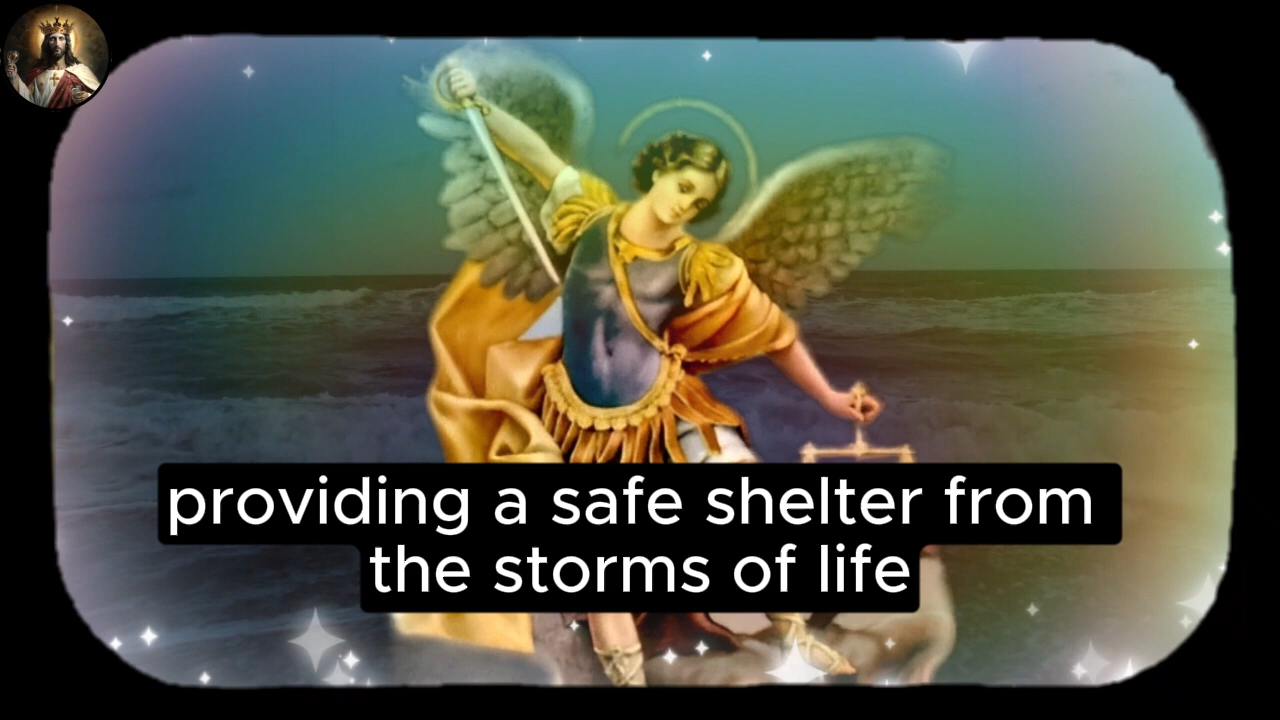 providing a safe shelter from
the storms of life